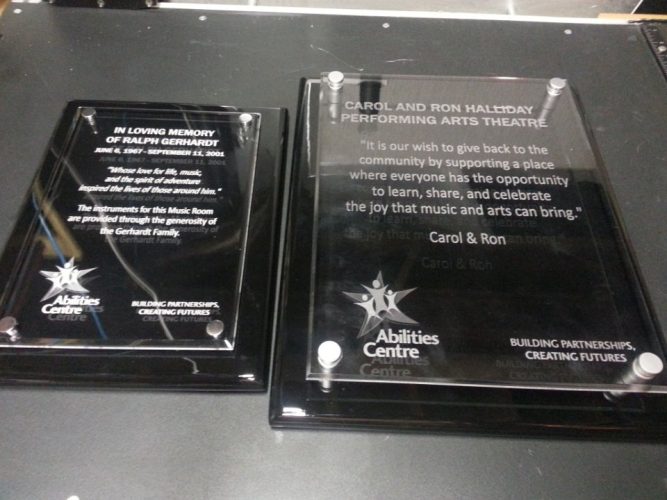 IN LOVING MEMORY
OF RALPH GERHARDT
JUNE 6, 1967 - SEPTEMBER 11, 2001
"Whose love for life, music,
and the spirit of adventure
inspired the lives of those around him."
The instruments for this Music Room
are provided through the generosity of
the Gerhardt Family.
Abilities
Centre
BUILDING PARTNERSHIPS,
CREATING FUTURES
CAROL AND RON HALLIDAY
PERFORMING ARTS THEATRE
"It is our wish to give back to the
community by supporting a place
where everyone has the opportunity
to learn, share, and celebrate
the joy that music and arts can bring."
Carol & Ron
Abilities
Centre
BUILDING PARTNERSHIPS,
CREATING FUTURES